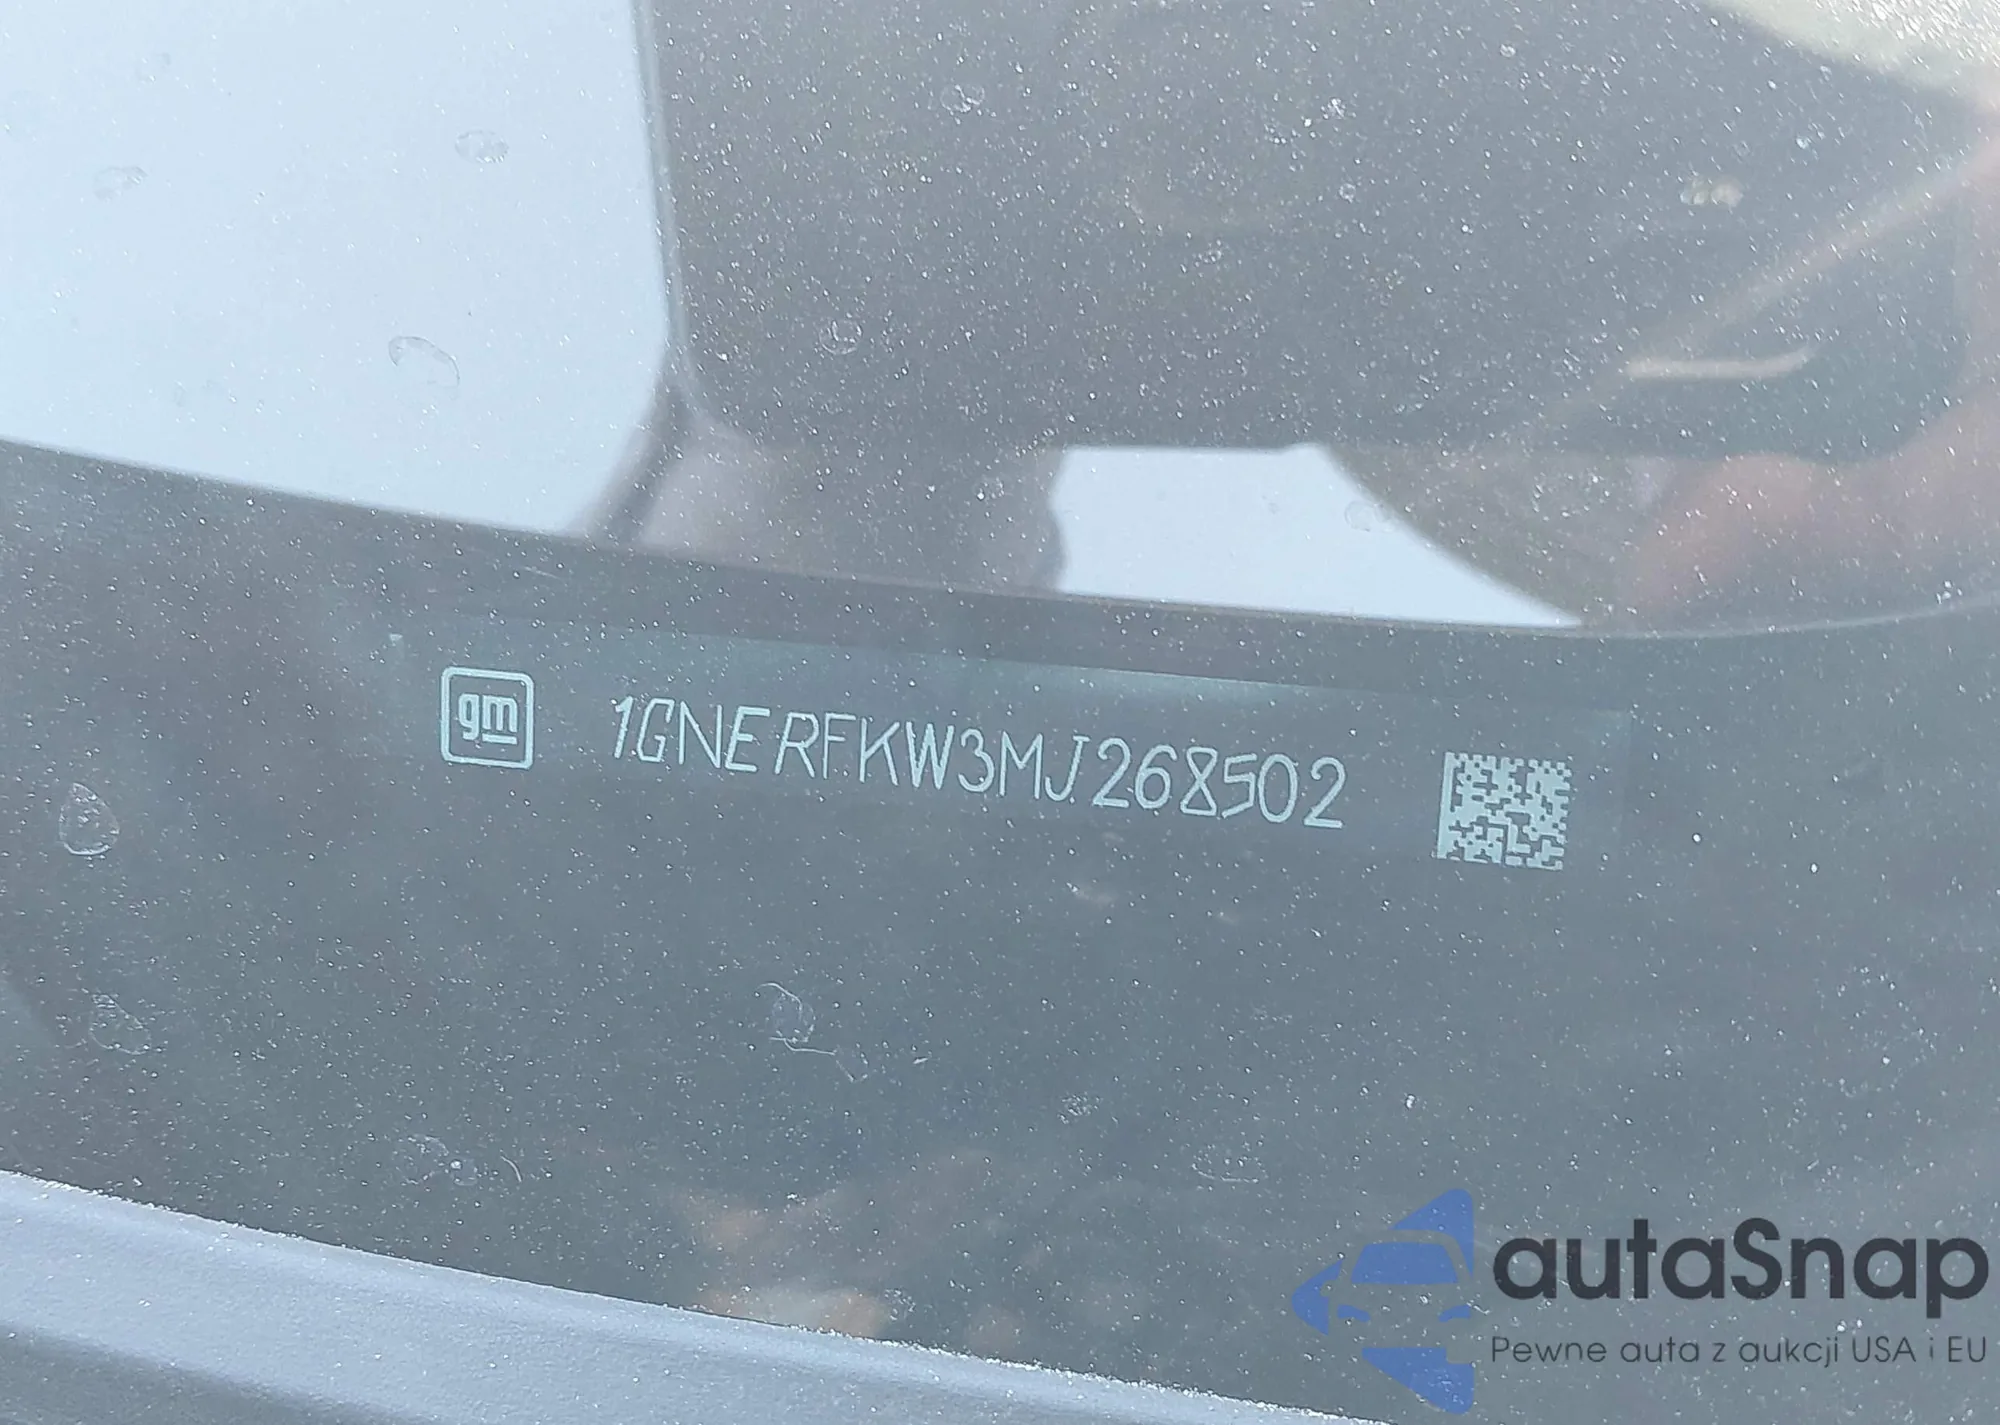 gm 1GNERFKW3MJ268502
autaSnap
Pewne auta z aukcji USA i EU